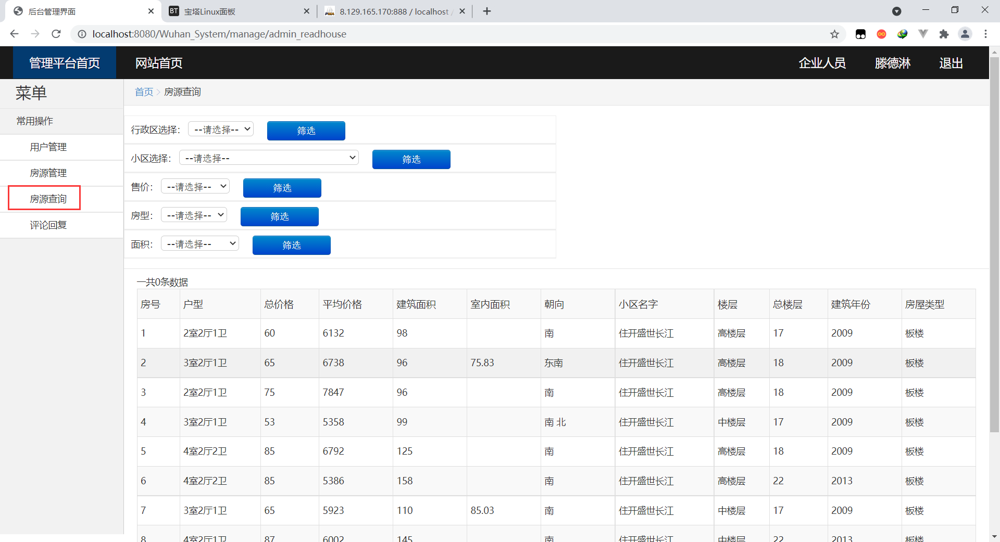 后台管理界面
BT 宝塔Linux面板
PMA 8.129.165.170:888 / localhost /
localhost:8080/Wuhan_System/manage/admin_readhouse
管理平台首页 网站首页 企业人员 滕德淋 退出
菜单
常用操作
用户管理
房源管理
房源查询
评论回复
首页 > 房源查询
行政区选择： --请选择-- 筛选
小区选择： --请选择-- 筛选
售价： --请选择-- 筛选
房型： --请选择-- 筛选
面积： --请选择-- 筛选
一共0条数据
房号 户型 总价格 平均价格 建筑面积 室内面积 朝向 小区名字 楼层 总楼层 建筑年份 房屋类型
1 2室2厅1卫 60 6132 98 南 住开盛世长江 高楼层 17 2009 板楼
2 3室2厅1卫 65 6738 96 75.83 东南 住开盛世长江 高楼层 18 2009 板楼
3 2室2厅1卫 75 7847 96 南 住开盛世长江 高楼层 18 2009 板楼
4 3室2厅1卫 53 5358 99 南 北 住开盛世长江 中楼层 17 2009 板楼
5 4室2厅2卫 85 6792 125 南 住开盛世长江 高楼层 18 2009 板楼
6 4室2厅2卫 85 5386 158 南 住开盛世长江 高楼层 22 2013 板楼
7 3室2厅1卫 65 5923 110 85.03 南 住开盛世长江 中楼层 17 2009 板楼
8 4室2厅1卫 87 6002 145 南 住开盛世长江 中楼层 22 2013 板楼